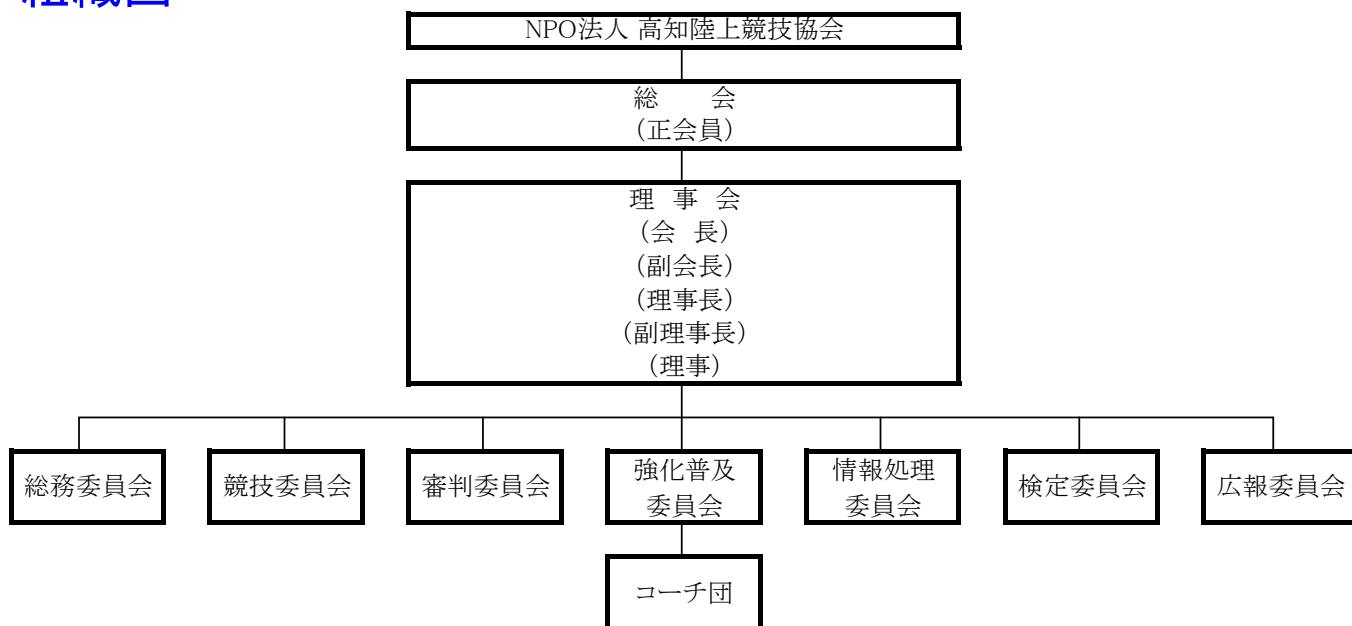 組織図
NPO法人 高知陸上競技協会
総　　会
（正会員）
理 事 会
（会 長）
（副会長）
（理事長）
（副理事長）
（理事）
総務委員会
競技委員会
審判委員会
強化普及
委員会
情報処理
委員会
検定委員会
広報委員会
コーチ団